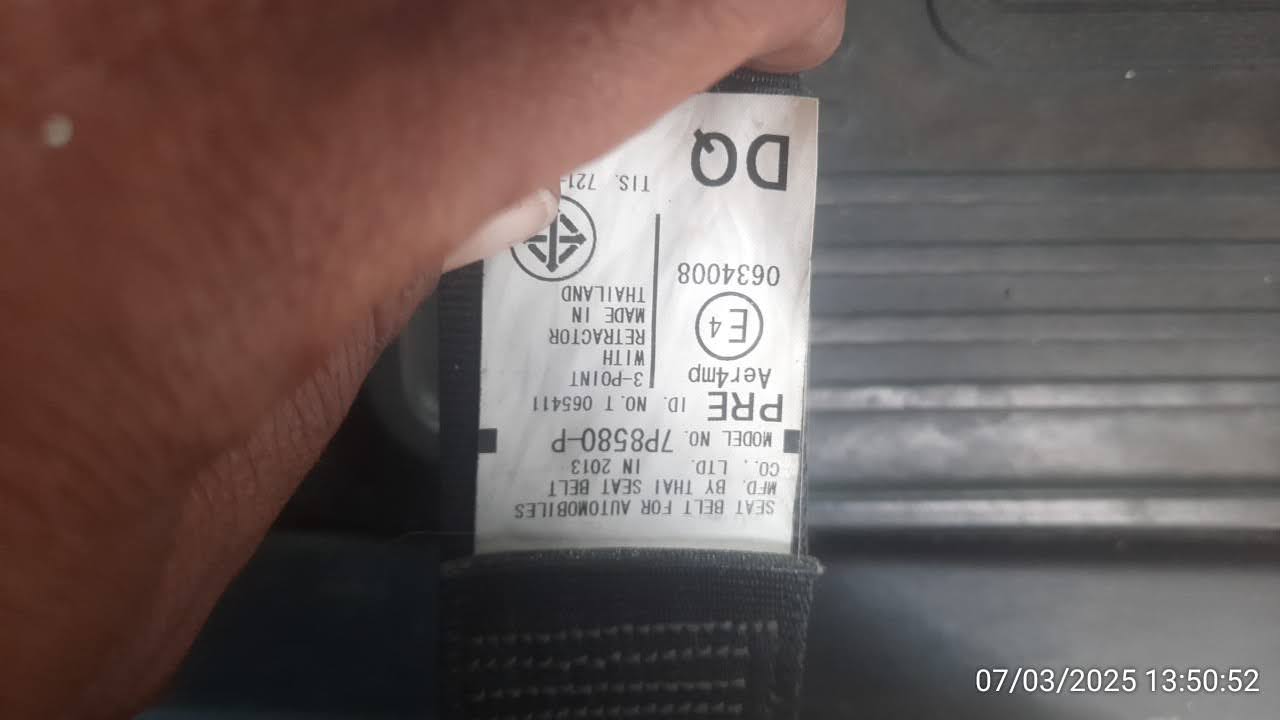 SEAT BELT FOR AUTOMOBILES
MFD. BY THAI SEAT BELT
CO., LTD. IN 2013
MODEL NO. 7P8580-P
PRE ID. NO. T 065411
Aer4mp
E4
0634008
3-POINT
WITH
RETRACTOR
MADE IN
THAILAND
TIS. 721-
DQ
07/03/2025 13:50:52